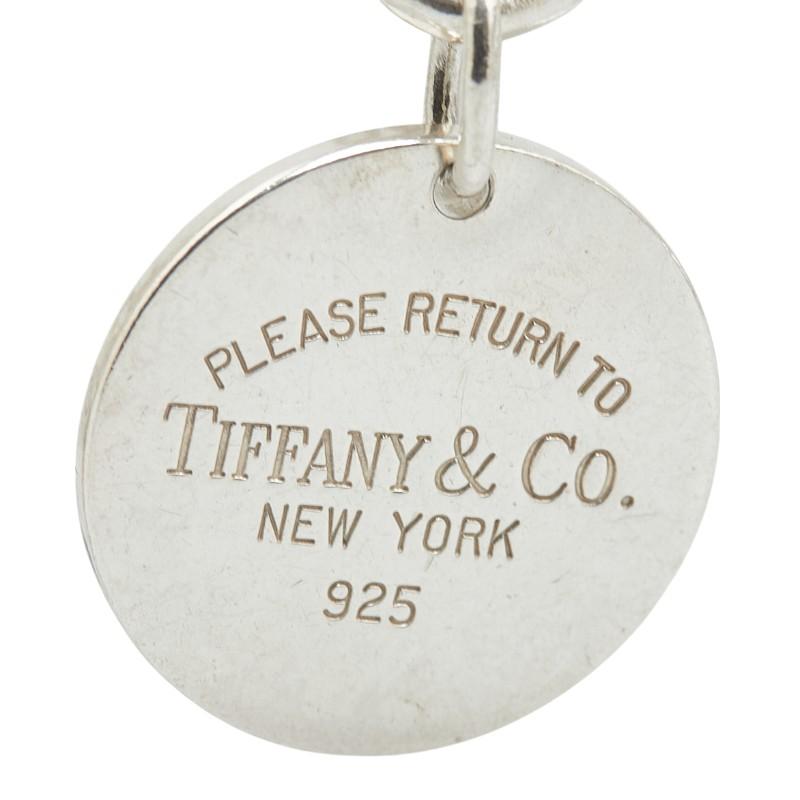 PLEASE RETURN TO
TIFFANY & CO.
NEW YORK
925